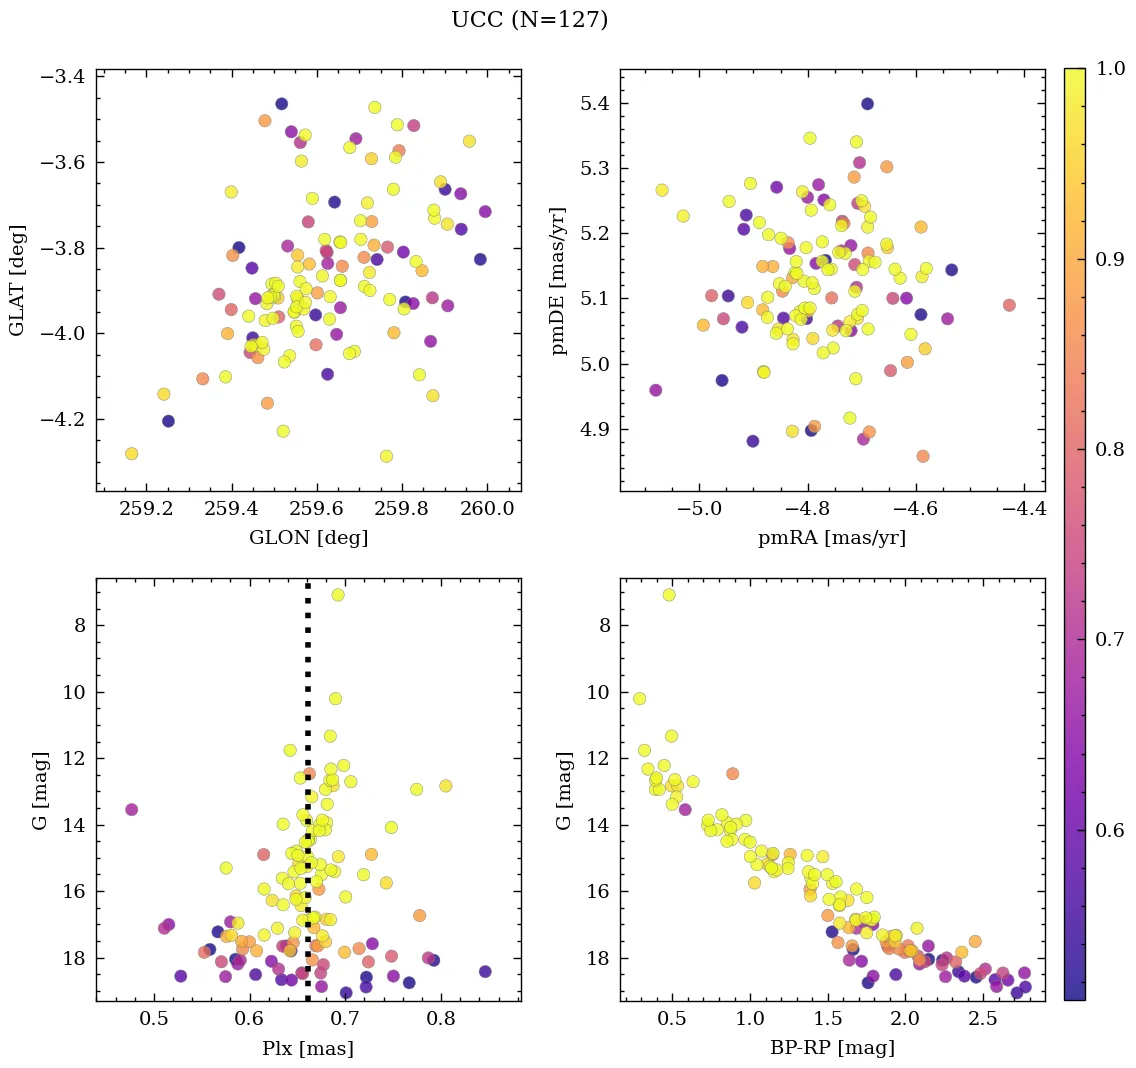 UCC (N=127)
−3.4
−3.6
−3.8
−4.0
−4.2
259.2 259.4 259.6 259.8 260.0
GLON [deg]
GLAT [deg]
5.4
5.3
5.2
5.1
5.0
4.9
−5.0 −4.8 −4.6 −4.4
pmRA [mas/yr]
pmDE [mas/yr]
8
10
12
14
16
18
0.5 0.6 0.7 0.8
Plx [mas]
G [mag]
8
10
12
14
16
18
0.5 1.0 1.5 2.0 2.5
BP-RP [mag]
G [mag]
1.0
0.9
0.8
0.7
0.6